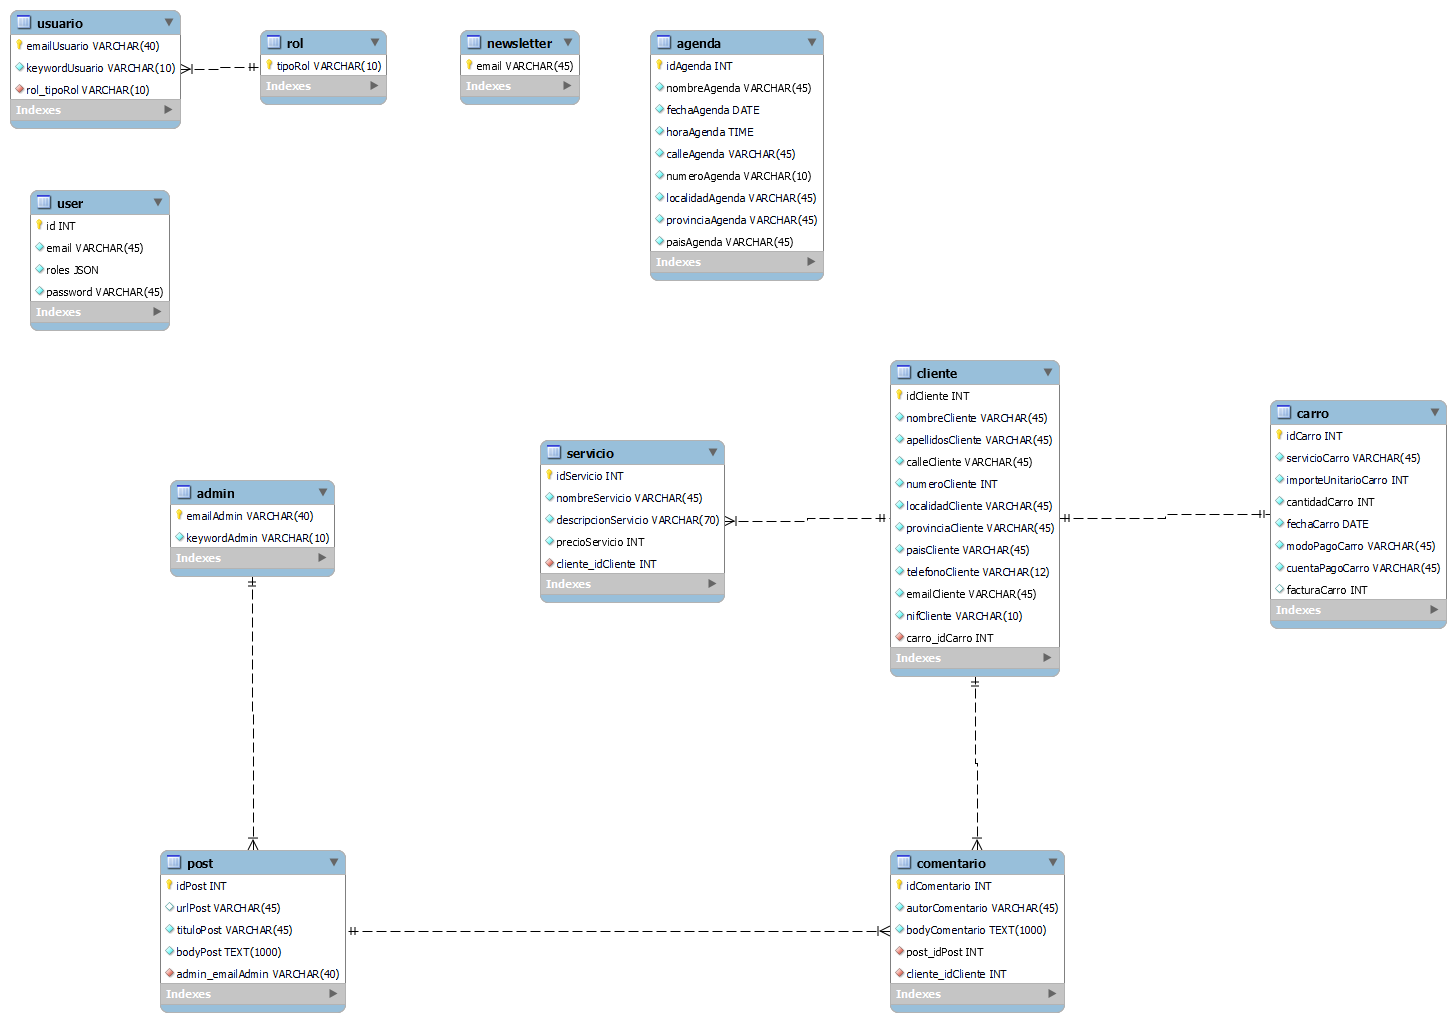 usuario
emailUsuario VARCHAR(40)
keywordUsuario VARCHAR(10)
rol_tipoRol VARCHAR(10)
Indexes
rol
tipoRol VARCHAR(10)
Indexes
newsletter
email VARCHAR(45)
Indexes
agenda
idAgenda INT
nombreAgenda VARCHAR(45)
fechaAgenda DATE
horaAgenda TIME
calleAgenda VARCHAR(45)
numeroAgenda VARCHAR(10)
localidadAgenda VARCHAR(45)
provinciaAgenda VARCHAR(45)
paisAgenda VARCHAR(45)
Indexes
user
id INT
email VARCHAR(45)
roles JSON
password VARCHAR(45)
Indexes
cliente
idCliente INT
nombreCliente VARCHAR(45)
apellidosCliente VARCHAR(45)
calleCliente VARCHAR(45)
numeroCliente INT
localidadCliente VARCHAR(45)
provinciaCliente VARCHAR(45)
paisCliente VARCHAR(45)
telefonoCliente VARCHAR(12)
emailCliente VARCHAR(45)
nifCliente VARCHAR(10)
carro_idCarro INT
Indexes
carro
idCarro INT
servicioCarro VARCHAR(45)
importeUnitarioCarro INT
cantidadCarro INT
fechaCarro DATE
modoPagoCarro VARCHAR(45)
cuentaPagoCarro VARCHAR(45)
facturaCarro INT
Indexes
servicio
idServicio INT
nombreServicio VARCHAR(45)
descripcionServicio VARCHAR(70)
precioServicio INT
cliente_idCliente INT
Indexes
admin
emailAdmin VARCHAR(40)
keywordAdmin VARCHAR(10)
Indexes
post
idPost INT
urlPost VARCHAR(45)
tituloPost VARCHAR(45)
bodyPost TEXT(1000)
admin_emailAdmin VARCHAR(40)
Indexes
comentario
idComentario INT
autorComentario VARCHAR(45)
bodyComentario TEXT(1000)
post_idPost INT
cliente_idCliente INT
Indexes